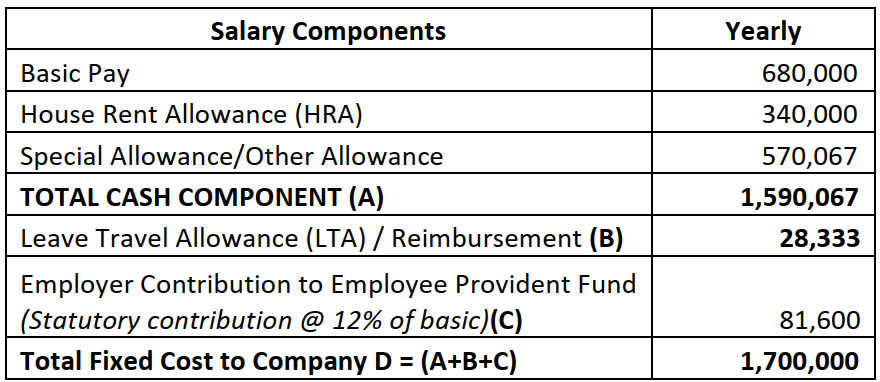 Salary Components Yearly
Basic Pay 680,000
House Rent Allowance (HRA) 340,000
Special Allowance/Other Allowance 570,067
TOTAL CASH COMPONENT (A) 1,590,067
Leave Travel Allowance (LTA) / Reimbursement (B) 28,333
Employer Contribution to Employee Provident Fund
(Statutory contribution @ 12% of basic)(C) 81,600
Total Fixed Cost to Company D = (A+B+C) 1,700,000